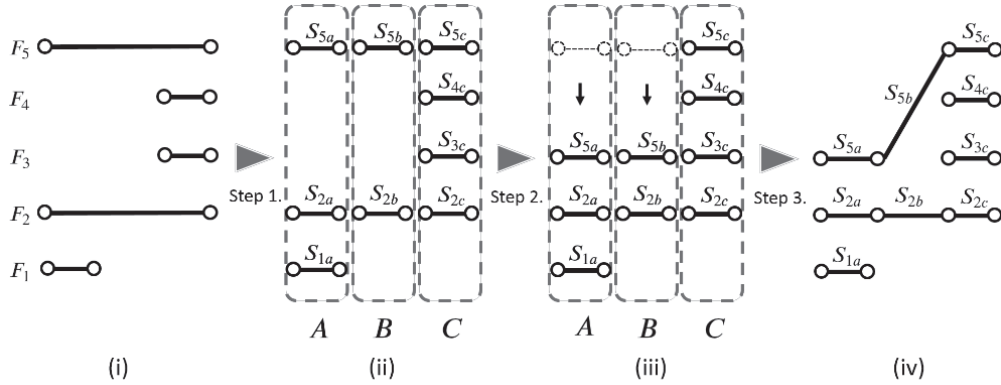 F5 S5a S5b S5c S5c S5c
F4 S4c S4c S4c S5b
F3 S3c S5a S5b S3c S5a S3c
Step 1. Step 2. Step 3.
F2 S2a S2b S2c S2a S2b S2c S2a S2b S2c
F1 S1a S1a S1a
A B C A B C
(i) (ii) (iii) (iv)